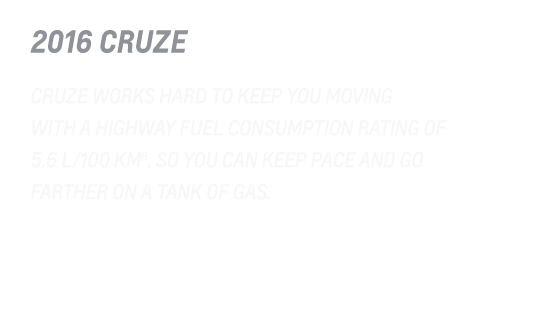 2016 CRUZE
CRUZE WORKS HARD TO KEEP YOU MOVING
WITH A HIGHWAY FUEL CONSUMPTION RATING OF
5.6 L/100 KM⁸. SO YOU CAN KEEP PACE AND GO
FARTHER ON A TANK OF GAS.